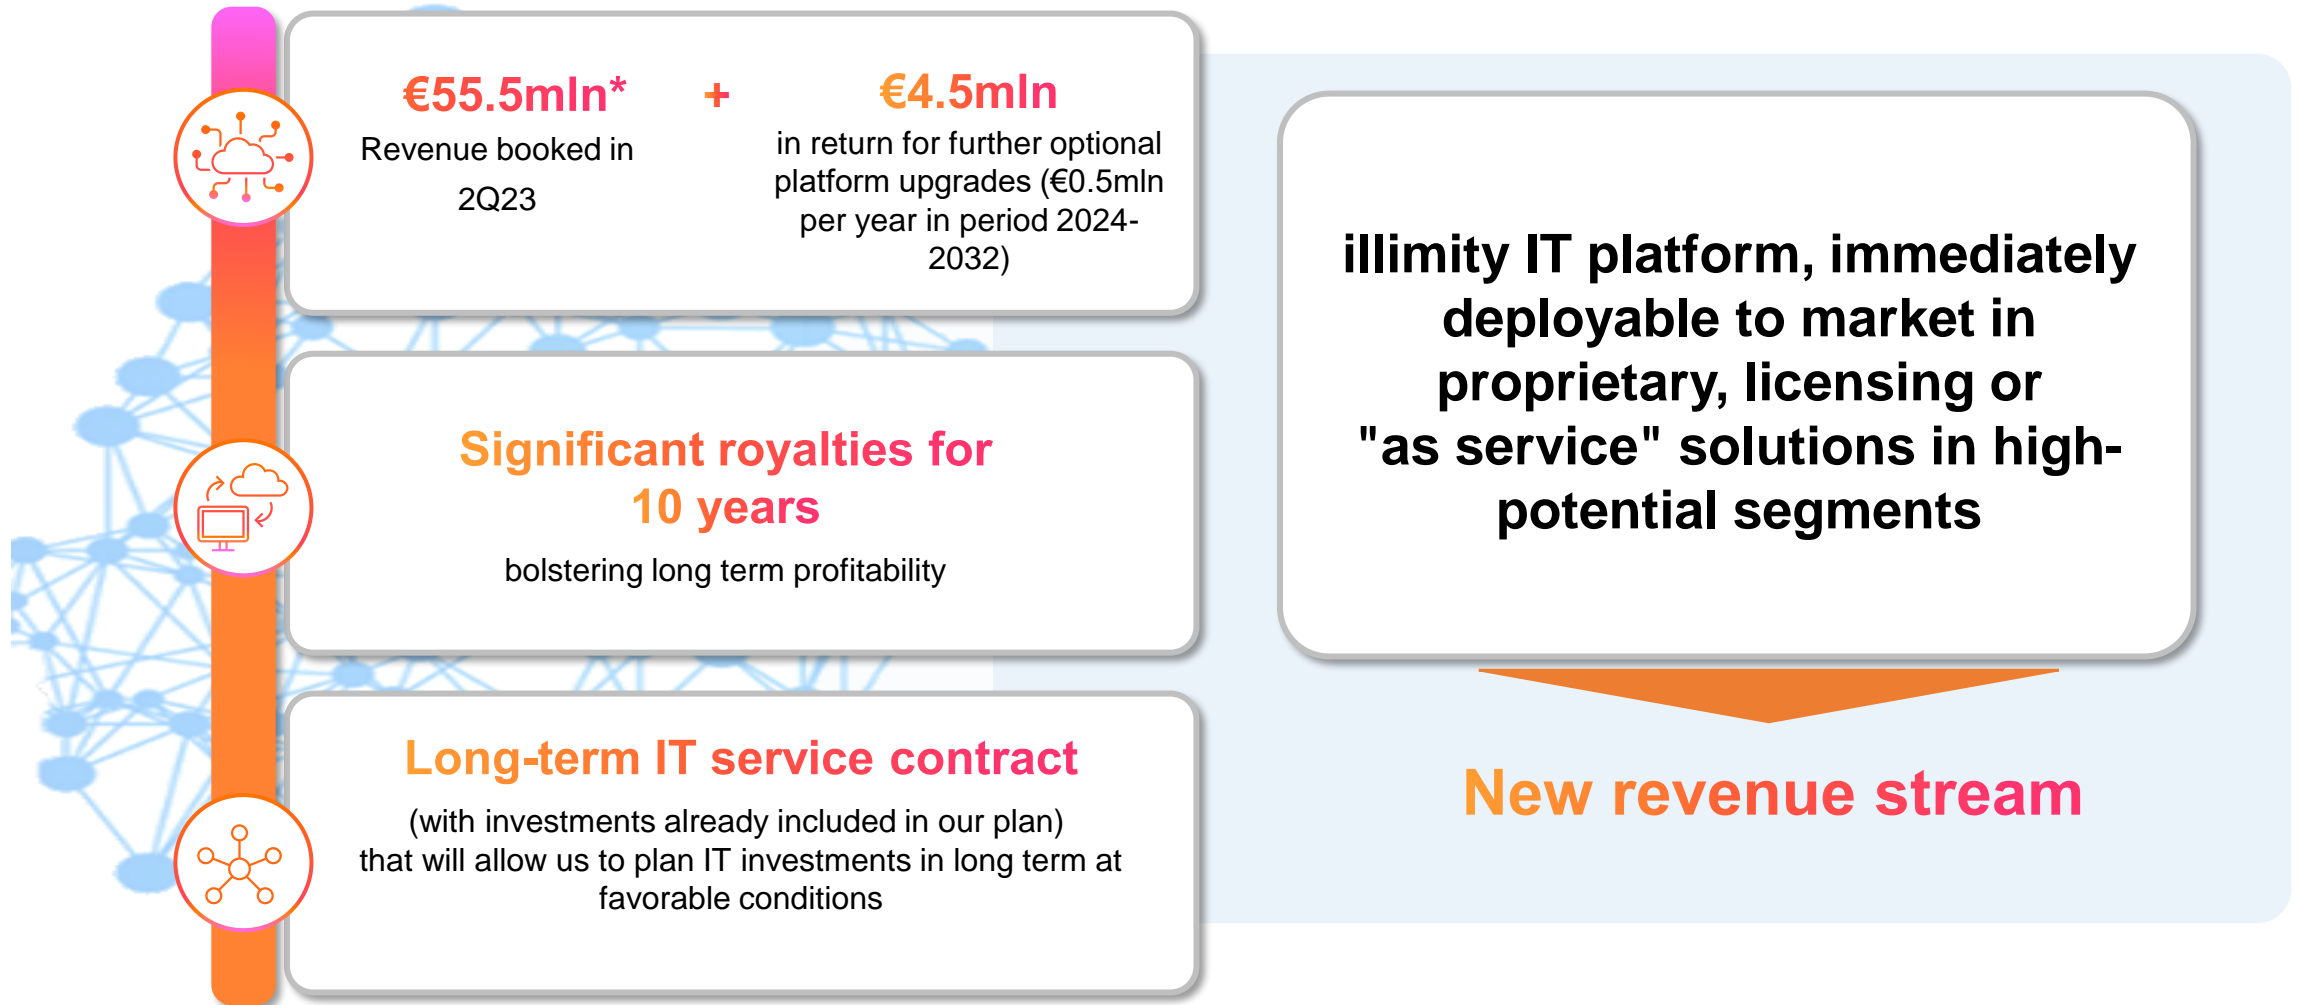 €55.5mln*
Revenue booked in
2Q23
+
€4.5mln
in return for further optional
platform upgrades (€0.5mln
per year in period 2024-
2032)
Significant royalties for
10 years
bolstering long term profitability
Long-term IT service contract
(with investments already included in our plan)
that will allow us to plan IT investments in long term at
favorable conditions
illimity IT platform, immediately
deployable to market in
proprietary, licensing or
"as service" solutions in high-
potential segments
New revenue stream